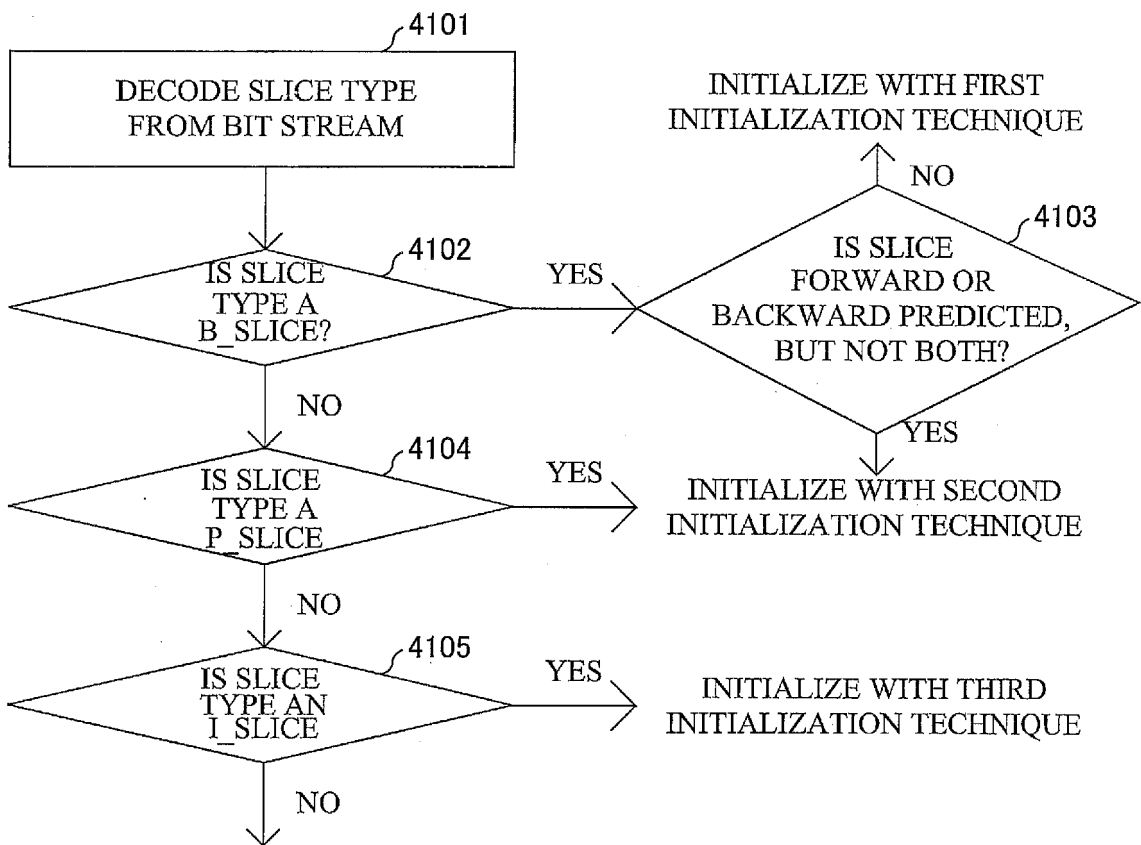 4101
DECODE SLICE TYPE
FROM BIT STREAM
INITIALIZE WITH FIRST
INITIALIZATION TECHNIQUE
NO
4102
IS SLICE
TYPE A
B_SLICE?
YES
4103
IS SLICE
FORWARD OR
BACKWARD PREDICTED,
BUT NOT BOTH?
NO
YES
4104
IS SLICE
TYPE A
P_SLICE
YES
INITIALIZE WITH SECOND
INITIALIZATION TECHNIQUE
NO
4105
IS SLICE
TYPE AN
I_SLICE
YES
INITIALIZE WITH THIRD
INITIALIZATION TECHNIQUE
NO